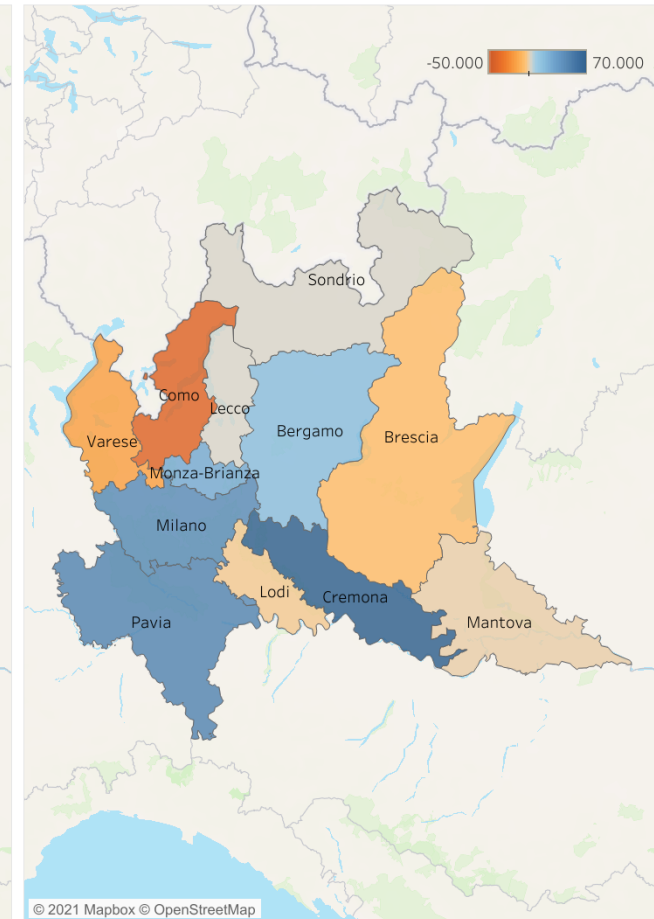 -50.000 70.000
Sondrio
Como
Lecco
Bergamo
Brescia
Varese
Monza-Brianza
Milano
Lodi
Cremona
Pavia
Mantova
© 2021 Mapbox © OpenStreetMap